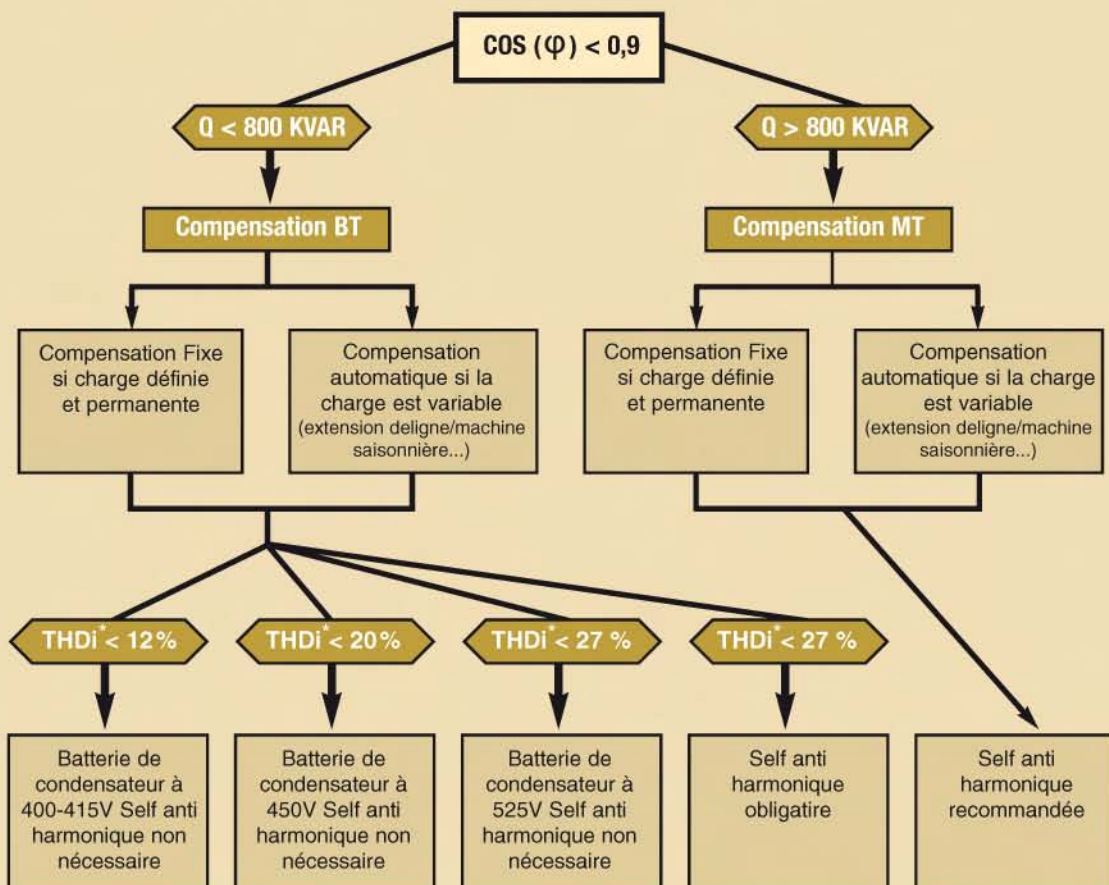 COS (φ) < 0,9
Q < 800 KVAR
Q > 800 KVAR
Compensation BT
Compensation MT
Compensation Fixe
si charge définie
et permanente
Compensation
automatique si la
charge est variable
(extension deligne/machine
saisonnière...)
Compensation Fixe
si charge définie
et permanente
Compensation
automatique si la charge
est variable
(extension deligne/machine
saisonnière...)
THDi* < 12%
THDi* < 20%
THDi* < 27 %
THDi* < 27 %
Batterie de
condensateur à
400-415V Self anti
harmonique non
nécessaire
Batterie de
condensateur à
450V Self anti
harmonique non
nécessaire
Batterie de
condensateur à
525V Self anti
harmonique non
nécessaire
Self anti
harmonique
obligatire
Self anti
harmonique
recommandée